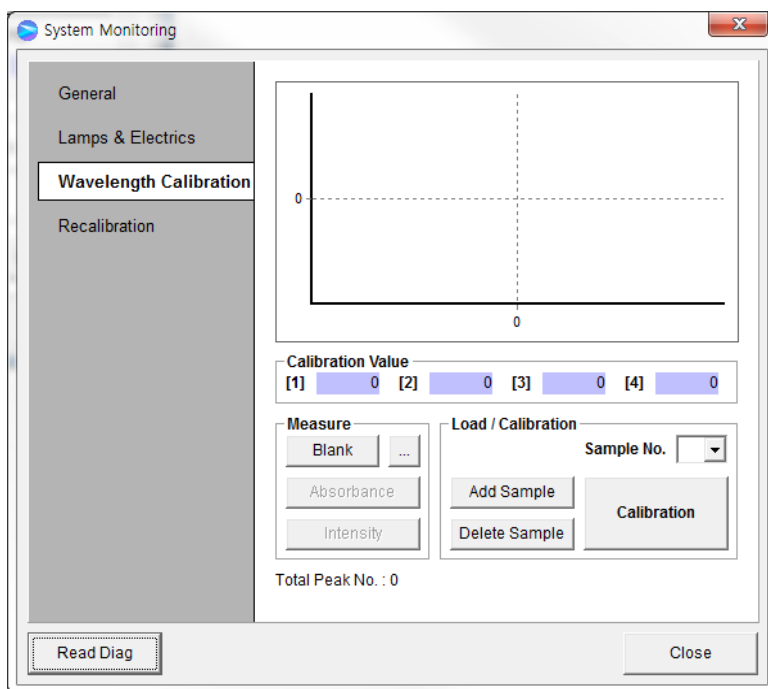 System Monitoring
General
Lamps & Electrics
Wavelength Calibration
Recalibration
0
0
Calibration Value
[1] 0 [2] 0 [3] 0 [4] 0
Measure
Blank ...
Absorbance
Intensity
Load / Calibration
Sample No.
Add Sample
Delete Sample
Calibration
Total Peak No. : 0
Read Diag
Close